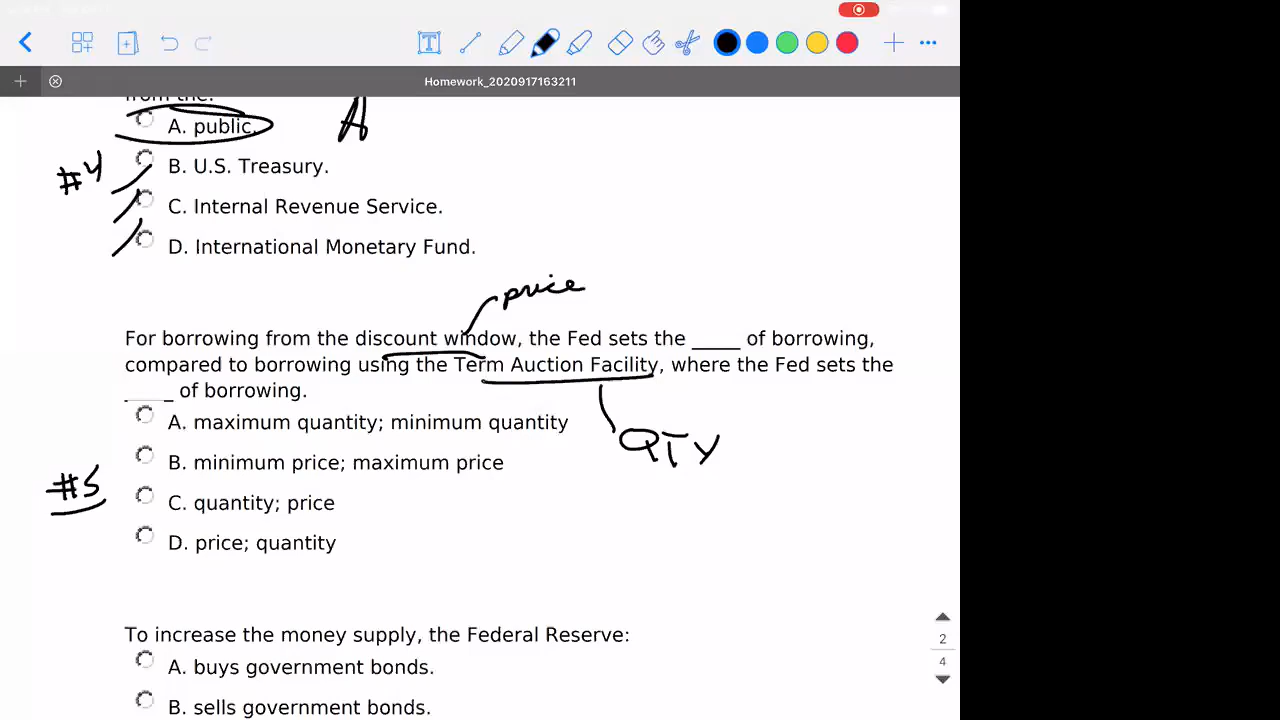 Homework_2020917163211
from the:
A. public.
A
#4
B. U.S. Treasury.
C. Internal Revenue Service.
D. International Monetary Fund.
price
For borrowing from the discount window, the Fed sets the _____ of borrowing,
compared to borrowing using the Term Auction Facility, where the Fed sets the
_____ of borrowing.
A. maximum quantity; minimum quantity
QTY
B. minimum price; maximum price
#5
C. quantity; price
D. price; quantity
To increase the money supply, the Federal Reserve:
A. buys government bonds.
B. sells government bonds.
2
4